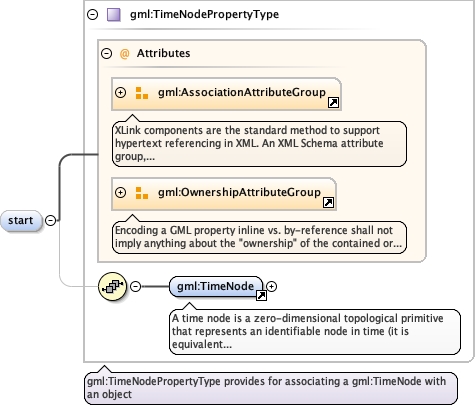 gml:TimeNodePropertyType
@ Attributes
gml:AssociationAttributeGroup
XLink components are the standard method to support
hypertext referencing in XML. An XML Schema attribute
group,...
gml:OwnershipAttributeGroup
Encoding a GML property inline vs. by-reference shall not
imply anything about the "ownership" of the contained or...
start
gml:TimeNode
A time node is a zero-dimensional topological primitive
that represents an identifiable node in time (it is
equivalent...
gml:TimeNodePropertyType provides for associating a gml:TimeNode with
an object